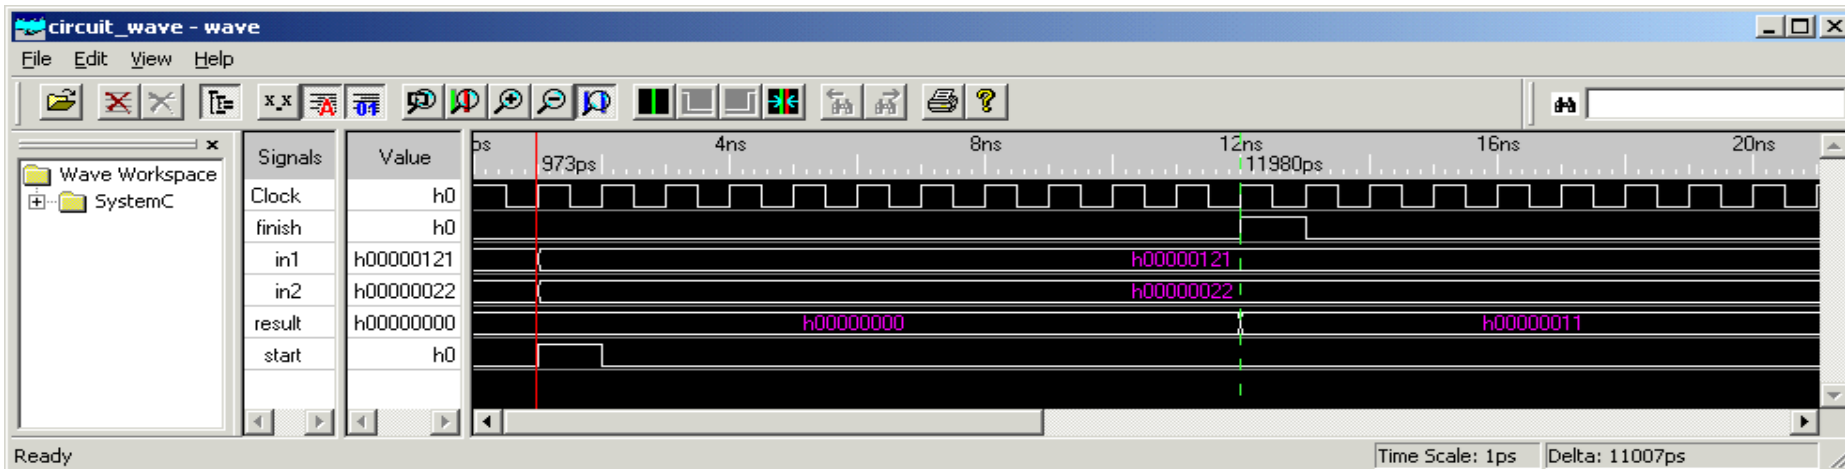 circuit_wave - wave
File Edit View Help
Wave Workspace
SystemC
Signals Value
ps 4ns 8ns 12ns 16ns 20ns
973ps 11980ps
Clock h0
finish h0
in1 h00000121 h00000121
in2 h00000022 h00000022
result h00000000 h00000000 h00000011
start h0
Ready Time Scale: 1ps Delta: 11007ps